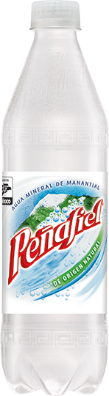 AGUA MINERAL DE MANANTIAL
Peñafiel
DE ORIGEN NATURAL